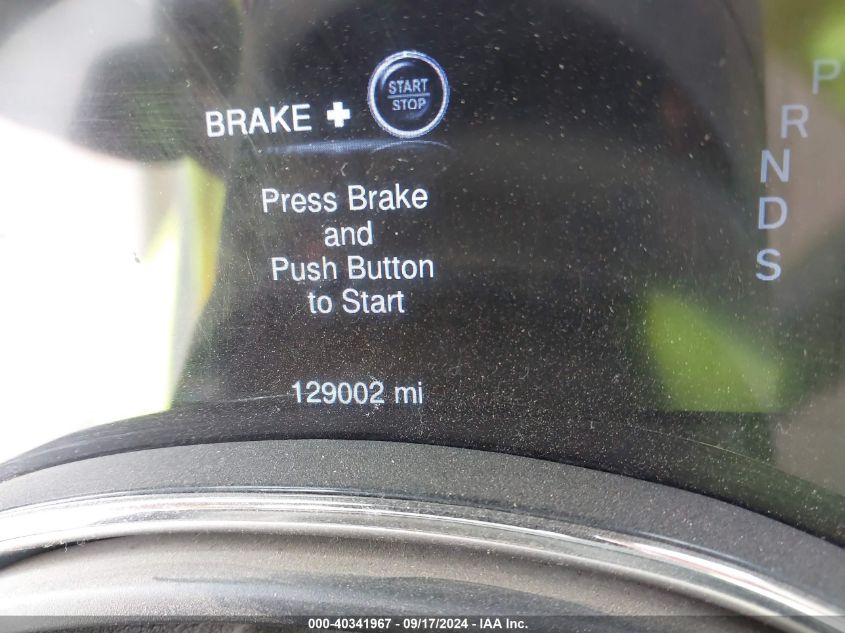 START
STOP
BRAKE +
Press Brake
and
Push Button
to Start
129002 mi
P
R
N
D
S
000-40341967 - 09/17/2024 - IAA Inc.